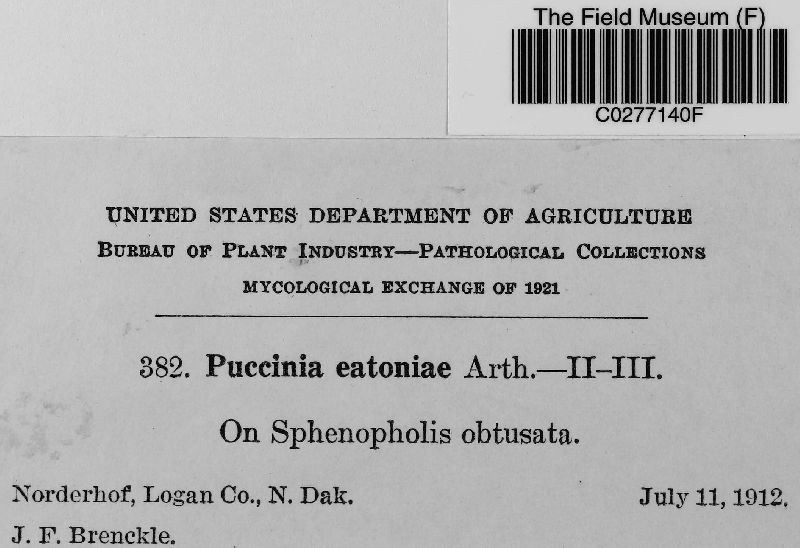 The Field Museum (F)
C0277140F
UNITED STATES DEPARTMENT OF AGRICULTURE
BUREAU OF PLANT INDUSTRY—PATHOLOGICAL COLLECTIONS
MYCOLOGICAL EXCHANGE OF 1921
382. Puccinia eatoniae Arth.—II–III.
On Sphenopholis obtusata.
Norderhof, Logan Co., N. Dak. July 11, 1912.
J. F. Brenckle.